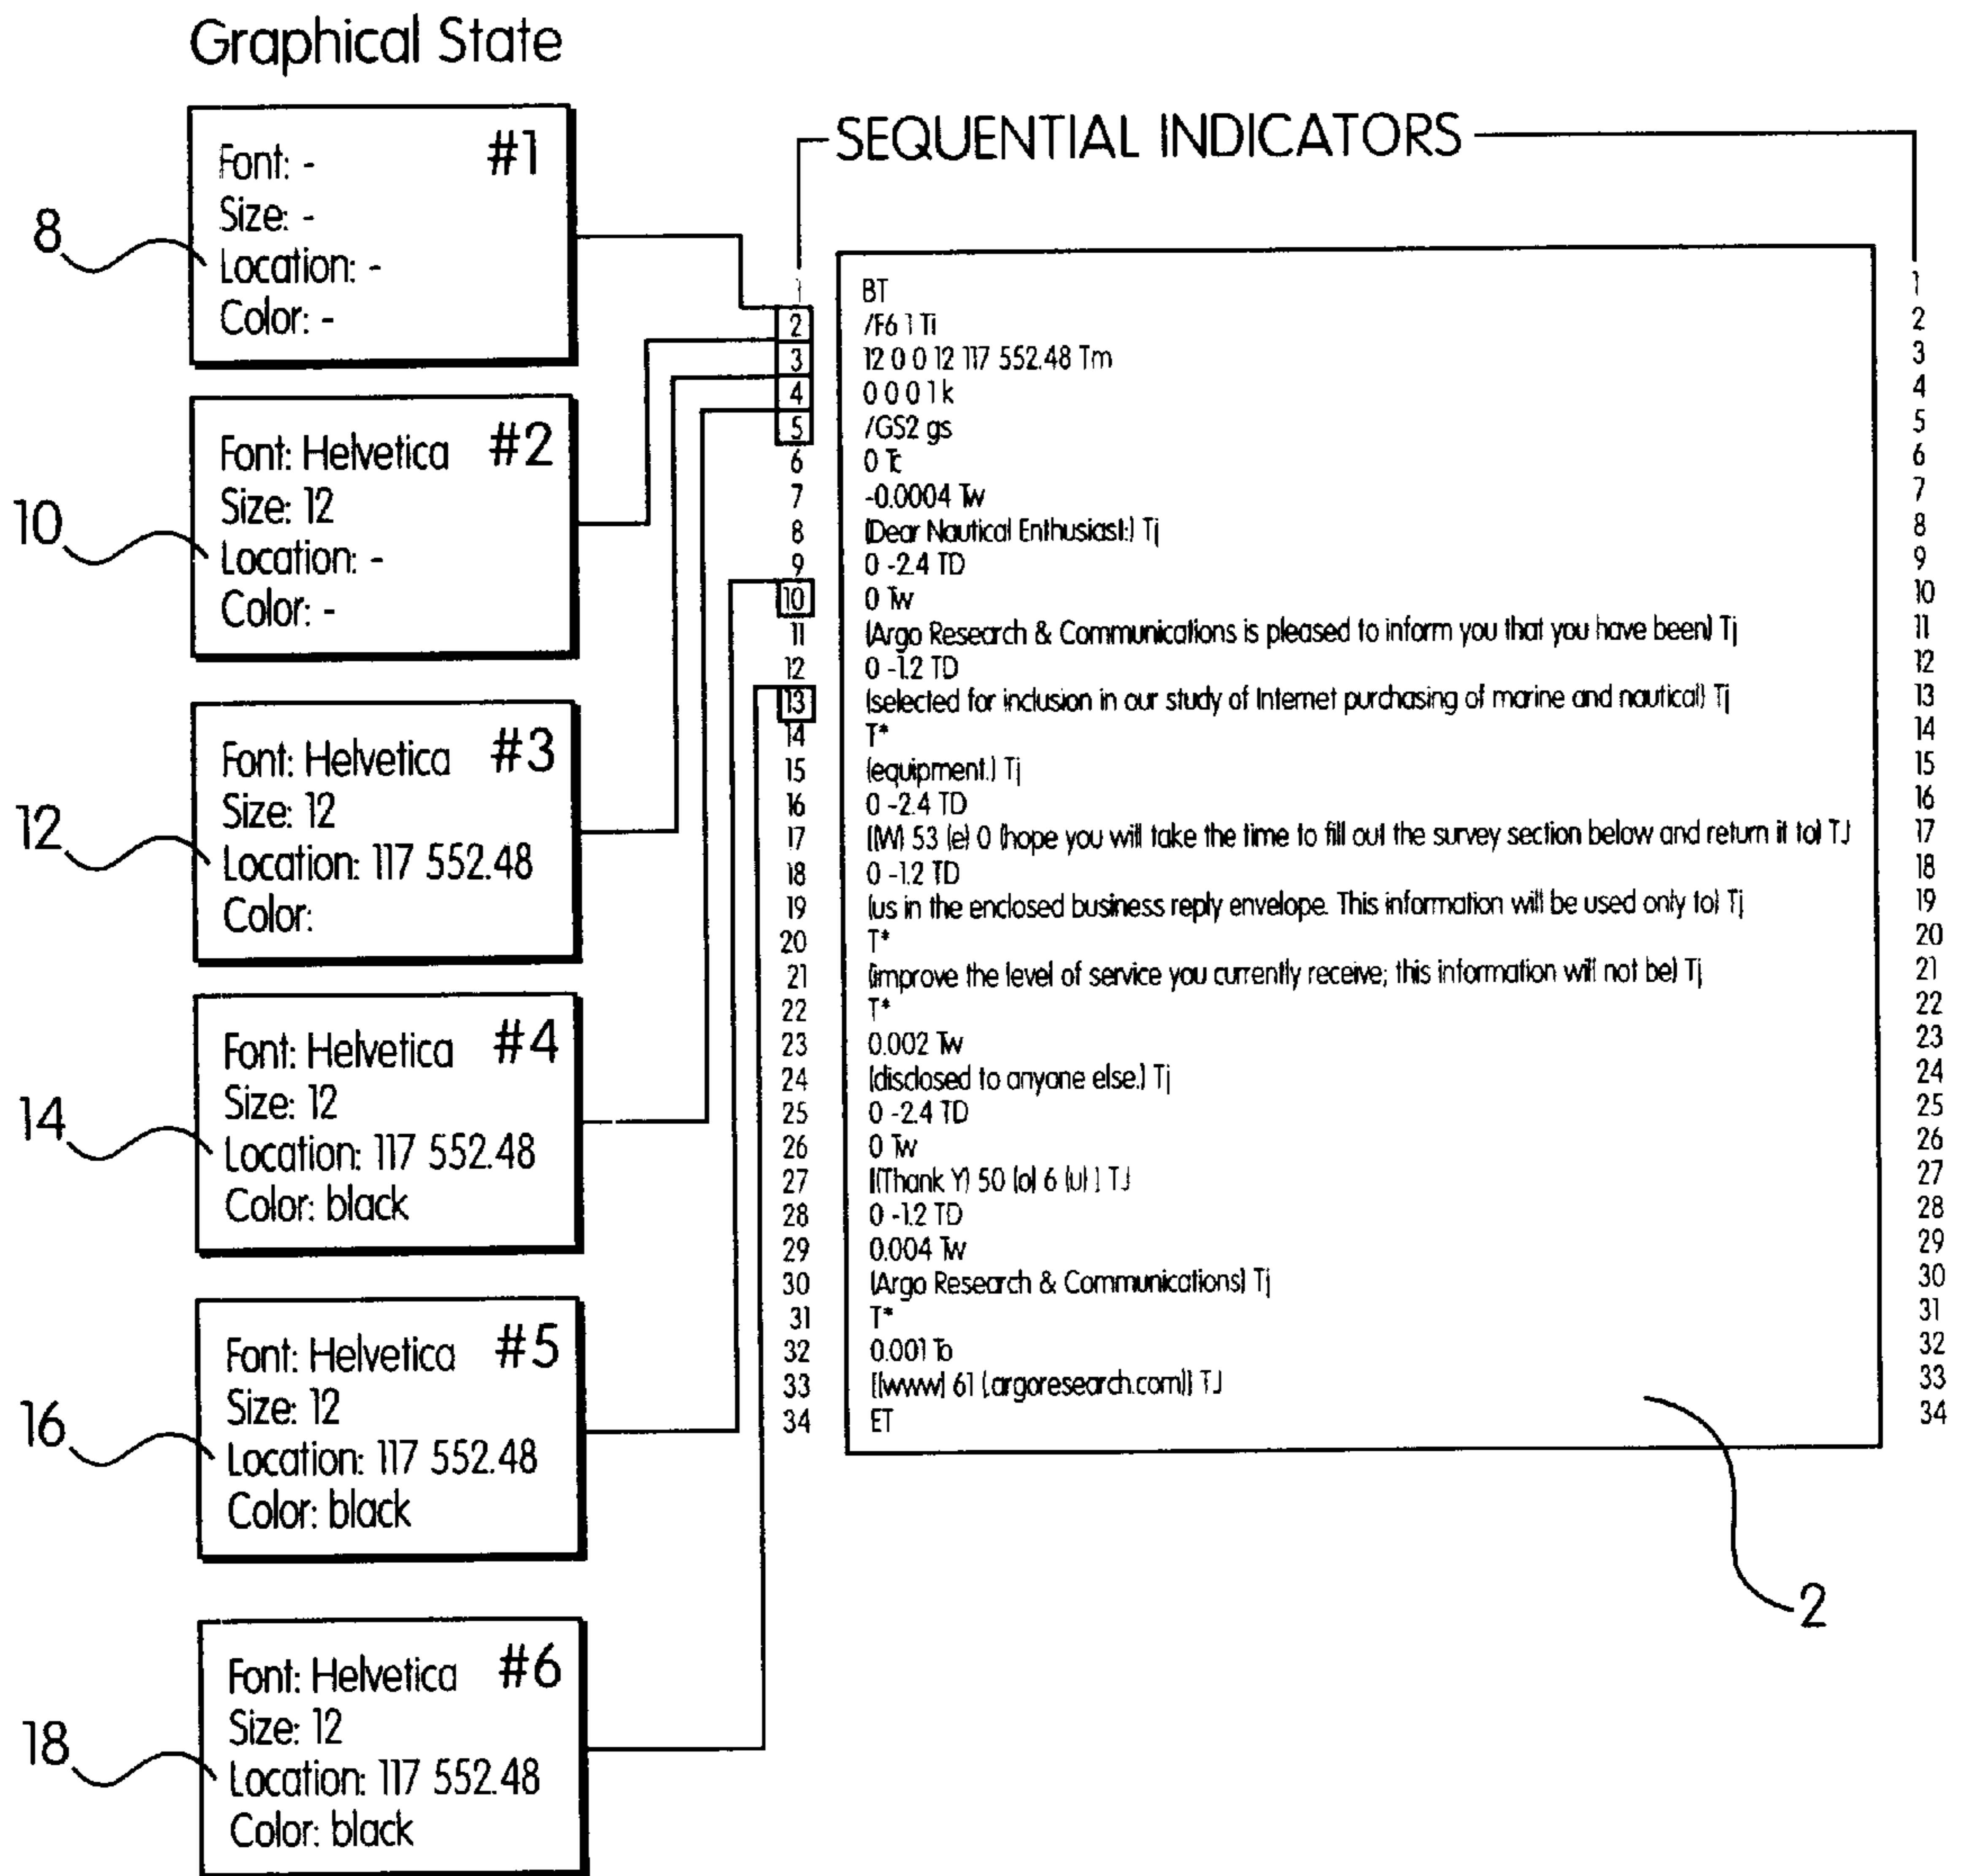 Graphical State
#1
Font: -
Size: -
Location: -
Color: -
8
#2
Font: Helvetica
Size: 12
Location: -
Color: -
10
#3
Font: Helvetica
Size: 12
Location: 117 552.48
Color:
12
#4
Font: Helvetica
Size: 12
Location: 117 552.48
Color: black
14
#5
Font: Helvetica
Size: 12
Location: 117 552.48
Color: black
16
#6
Font: Helvetica
Size: 12
Location: 117 552.48
Color: black
18
SEQUENTIAL INDICATORS
1 BT 1
2 /F6 1 Ti 2
3 12 0 0 12 117 552.48 Tm 3
4 0 0 0 1 k 4
5 /GS2 gs 5
6 0 Tc 6
7 -0.0004 Tw 7
8 (Dear Nautical Enthusiast:) Tj 8
9 0 -2.4 TD 9
10 0 Tw 10
11 (Argo Research & Communications is pleased to inform you that you have been) Tj 11
12 0 -1.2 TD 12
13 (selected for inclusion in our study of Internet purchasing of marine and nautical) Tj 13
14 T* 14
15 (equipment.) Tj 15
16 0 -2.4 TD 16
17 [(W) 53 (e) 0 (hope you will take the time to fill out the survey section below and return it to) TJ 17
18 0 -1.2 TD 18
19 (us in the enclosed business reply envelope. This information will be used only to) Tj 19
20 T* 20
21 (improve the level of service you currently receive; this information will not be) Tj 21
22 T* 22
23 0.002 Tw 23
24 (disclosed to anyone else.) Tj 24
25 0 -2.4 TD 25
26 0 Tw 26
27 [(Thank Y) 50 (o) 6 (u) ] TJ 27
28 0 -1.2 TD 28
29 0.004 Tw 29
30 (Argo Research & Communications) Tj 30
31 T* 31
32 0.001 To 32
33 [(www) 61 (.argoresearch.com)] TJ 33
34 ET 34
2